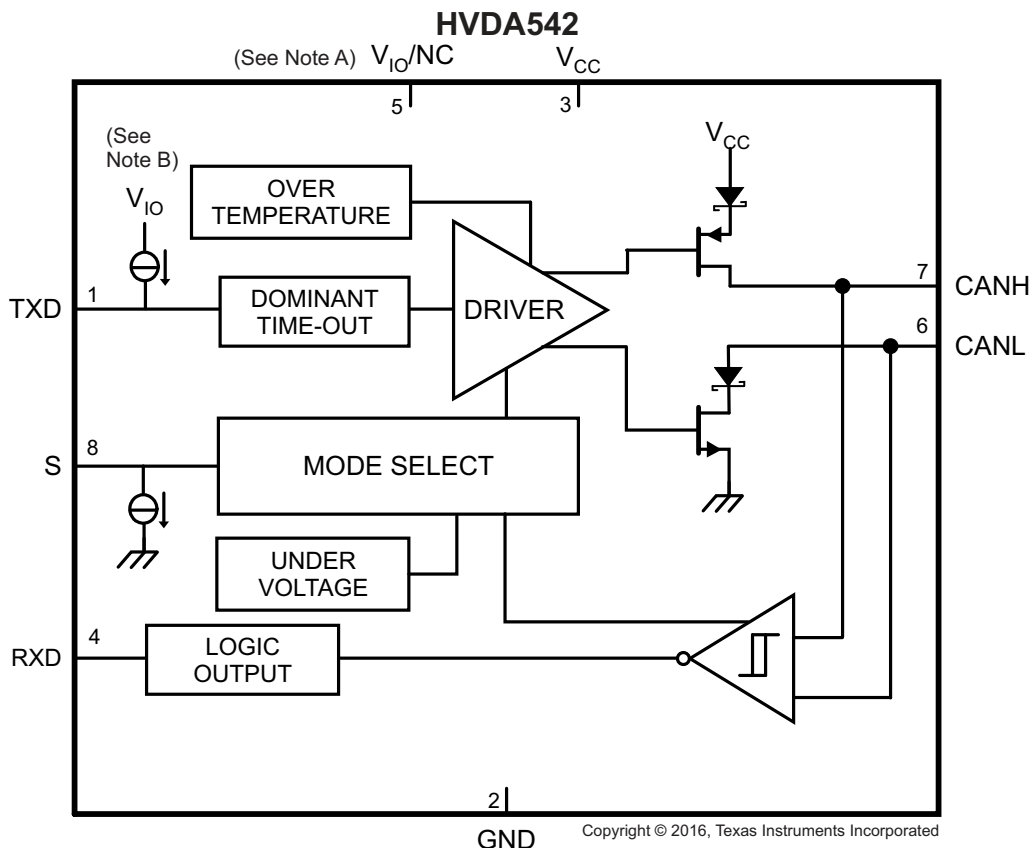 HVDA542
(See Note A) VIO/NC VCC
5 3
(See
Note B)
VIO
VCC
OVER
TEMPERATURE
TXD 1
DOMINANT
TIME-OUT
DRIVER
7 CANH
6 CANL
S 8
MODE SELECT
UNDER
VOLTAGE
RXD 4
LOGIC
OUTPUT
2
GND
Copyright © 2016, Texas Instruments Incorporated